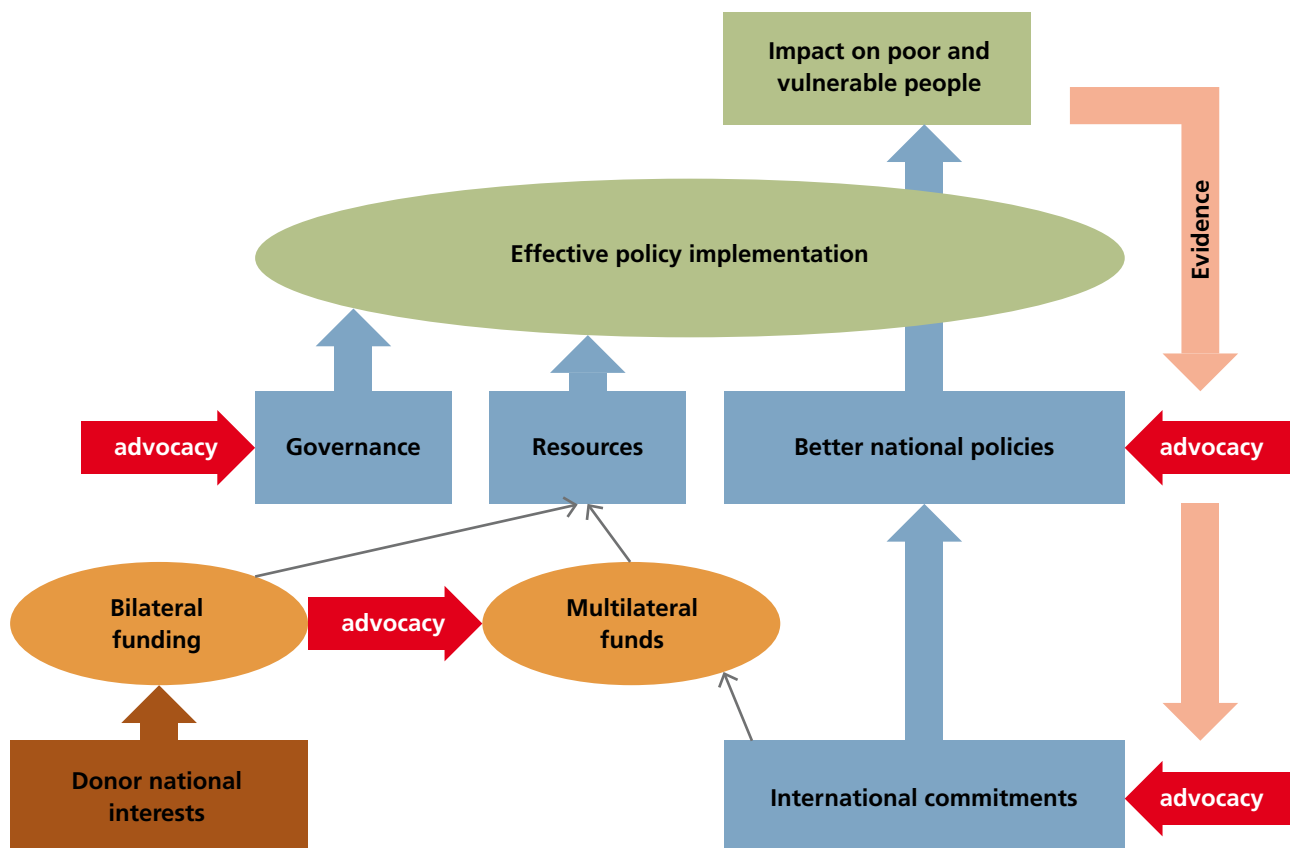 Impact on poor and
vulnerable people
Evidence
Effective policy implementation
advocacy
Governance
Resources
Better national policies
advocacy
Bilateral
funding
advocacy
Multilateral
funds
Donor national
interests
International commitments
advocacy